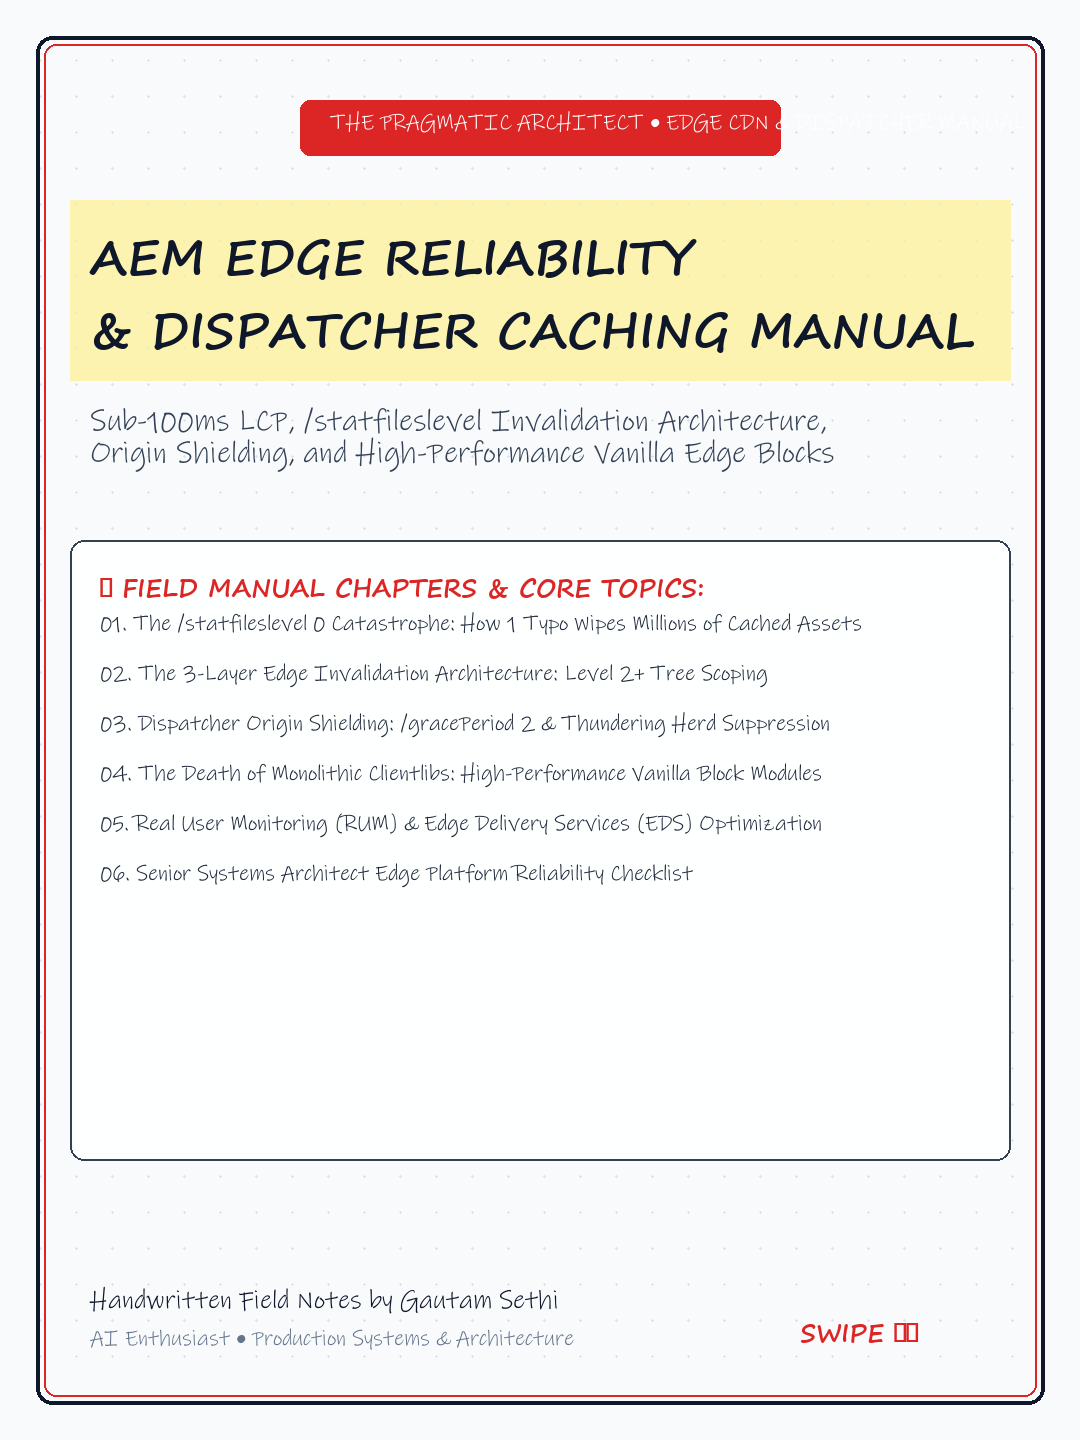 THE PRAGMATIC ARCHITECT • EDGE CDN & DISPATCHER MANUAL
AEM EDGE RELIABILITY
& DISPATCHER CACHING MANUAL
Sub-100ms LCP, /statfileslevel Invalidation Architecture,
Origin Shielding, and High-Performance Vanilla Edge Blocks
FIELD MANUAL CHAPTERS & CORE TOPICS:
01. The /statfileslevel 0 Catastrophe: How 1 Typo Wipes Millions of Cached Assets
02. The 3-Layer Edge Invalidation Architecture: Level 2+ Tree Scoping
03. Dispatcher Origin Shielding: /gracePeriod 2 & Thundering Herd Suppression
04. The Death of Monolithic Clientlibs: High-Performance Vanilla Block Modules
05. Real User Monitoring (RUM) & Edge Delivery Services (EDS) Optimization
06. Senior Systems Architect Edge Platform Reliability Checklist
Handwritten Field Notes by Gautam Sethi
AI Enthusiast • Production Systems & Architecture
SWIPE